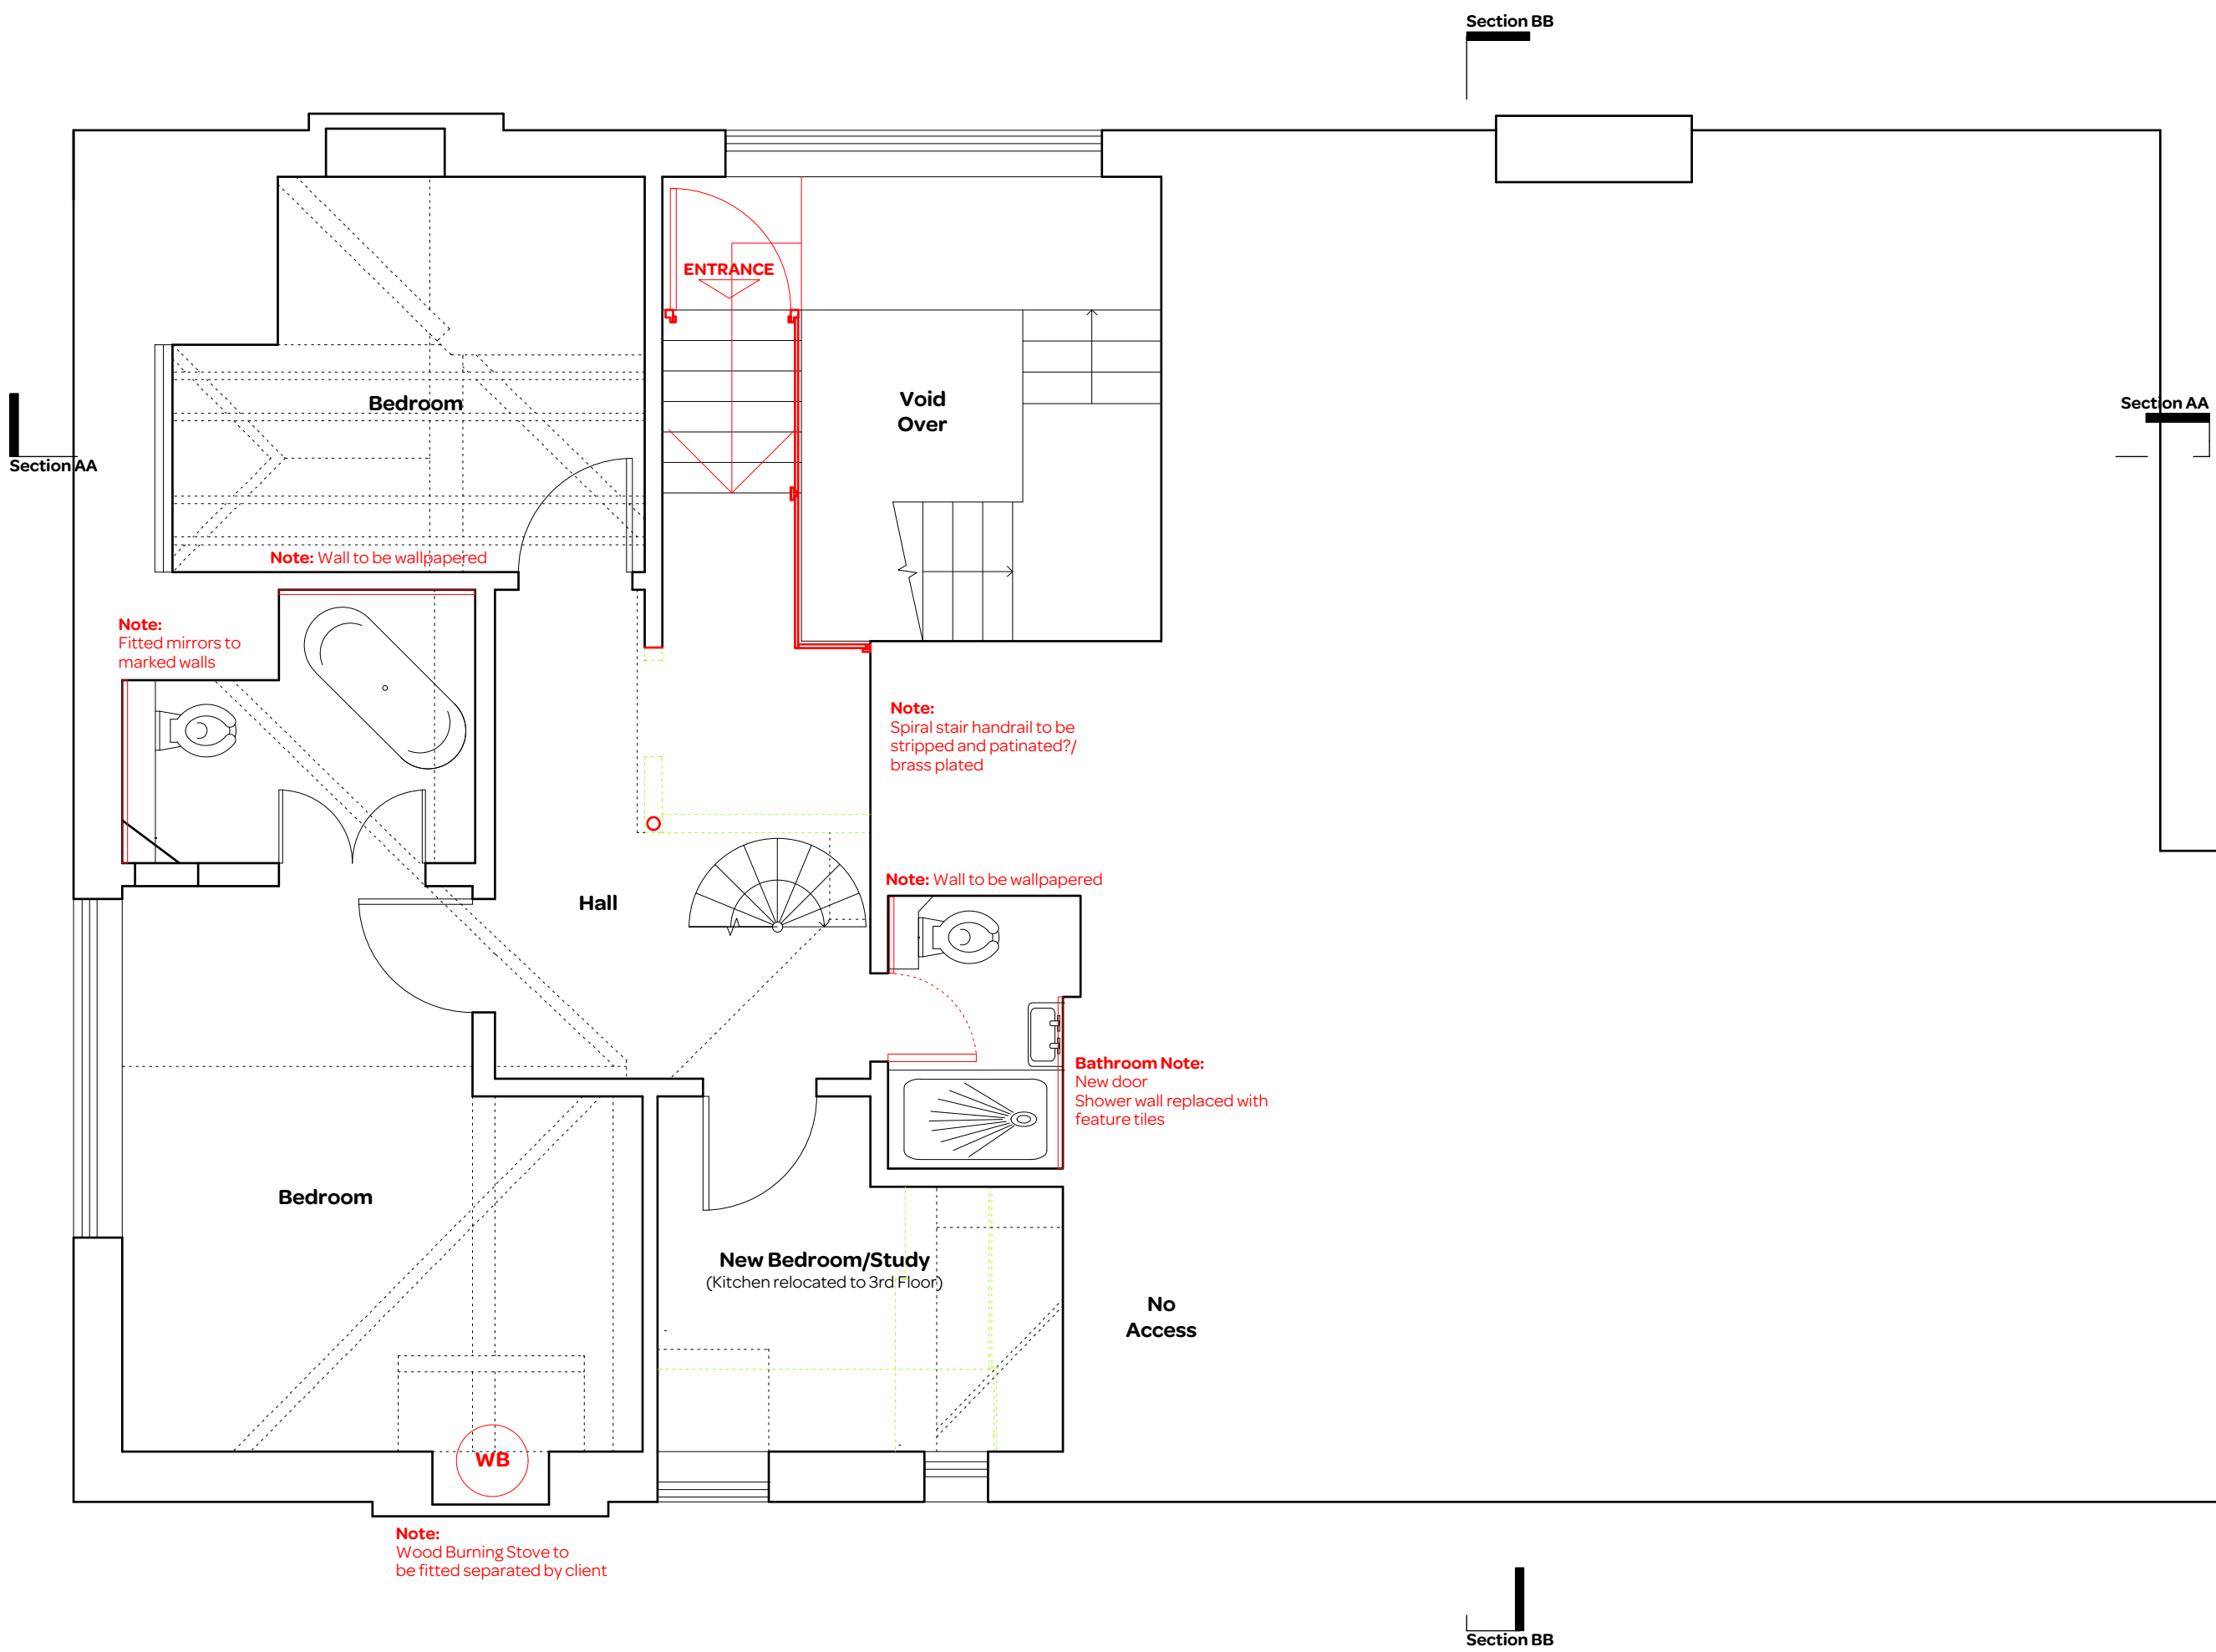 Section BB
ENTRANCE
Void
Over
Bedroom
Section AA
Section AA
Note: Wall to be wallpapered
Note:
Fitted mirrors to
marked walls
Note:
Spiral stair handrail to be
stripped and patinated?/
brass plated
Note: Wall to be wallpapered
Hall
Bathroom Note:
New door
Shower wall replaced with
feature tiles
Bedroom
New Bedroom/Study
(Kitchen relocated to 3rd Floor)
No
Access
WB
Note:
Wood Burning Stove to
be fitted separated by client
Section BB